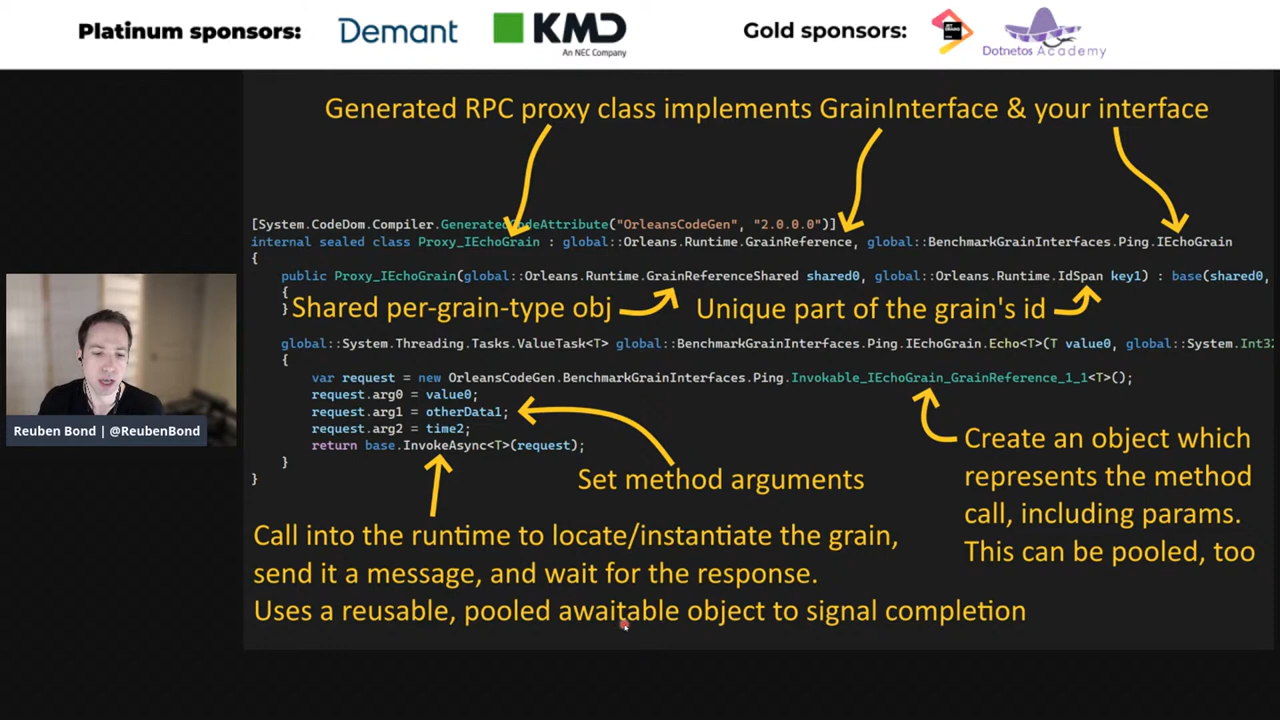 Platinum sponsors:
Demant
KMD
An NEC Company
Gold sponsors:
JET
BRAINS
Dotnetos Academy
Generated RPC proxy class implements GrainInterface & your interface
[System.CodeDom.Compiler.GeneratedCodeAttribute("OrleansCodeGen", "2.0.0.0")]
internal sealed class Proxy_IEchoGrain : global::Orleans.Runtime.GrainReference, global::BenchmarkGrainInterfaces.Ping.IEchoGrain
{
public Proxy_IEchoGrain(global::Orleans.Runtime.GrainReferenceShared shared0, global::Orleans.Runtime.IdSpan key1) : base(shared0,
{
}
Shared per-grain-type obj
Unique part of the grain's id
global::System.Threading.Tasks.ValueTask<T> global::BenchmarkGrainInterfaces.Ping.IEchoGrain.Echo<T>(T value0, global::System.Int32
{
var request = new OrleansCodeGen.BenchmarkGrainInterfaces.Ping.Invokable_IEchoGrain_GrainReference_1_1<T>();
request.arg0 = value0;
request.arg1 = otherData1;
request.arg2 = time2;
return base.InvokeAsync<T>(request);
}
}
Set method arguments
Create an object which
represents the method
call, including params.
This can be pooled, too
Call into the runtime to locate/instantiate the grain,
send it a message, and wait for the response.
Uses a reusable, pooled awaitable object to signal completion
Reuben Bond | @ReubenBond